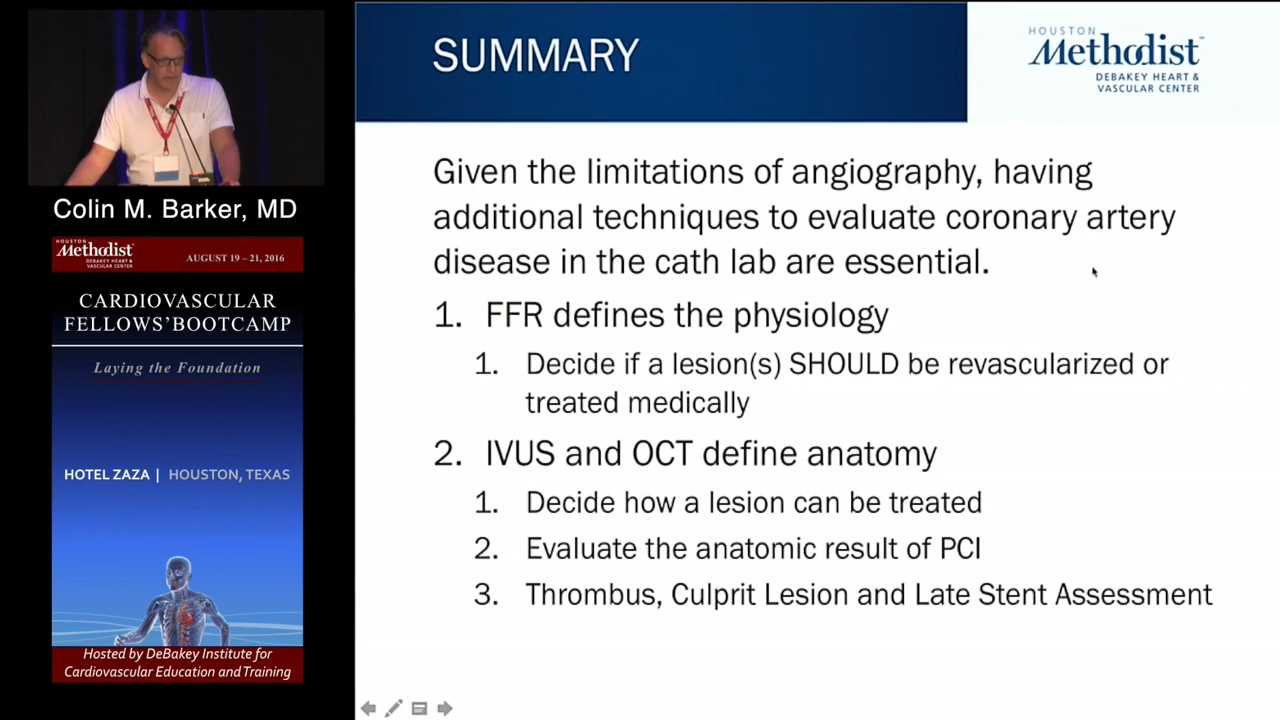 SUMMARY
HOUSTON
Methodist
DEBAKEY HEART &
VASCULAR CENTER
Given the limitations of angiography, having
additional techniques to evaluate coronary artery
disease in the cath lab are essential.
1. FFR defines the physiology
1. Decide if a lesion(s) SHOULD be revascularized or
treated medically
2. IVUS and OCT define anatomy
1. Decide how a lesion can be treated
2. Evaluate the anatomic result of PCI
3. Thrombus, Culprit Lesion and Late Stent Assessment
Colin M. Barker, MD
HOUSTON
Methodist
DEBAKEY HEART &
VASCULAR CENTER
AUGUST 19 – 21, 2016
CARDIOVASCULAR
FELLOWS'BOOTCAMP
Laying the Foundation
HOTEL ZAZA | HOUSTON, TEXAS
Hosted by DeBakey Institute for
Cardiovascular Education and Training